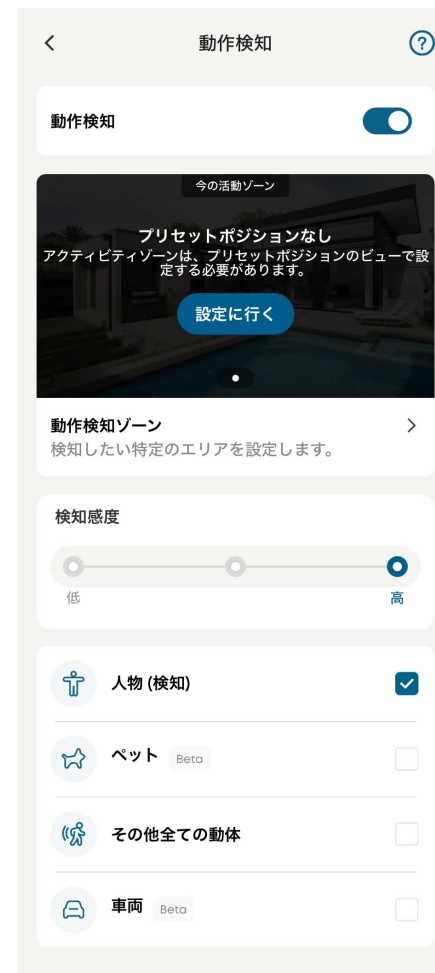 動作検知
動作検知
今の活動ゾーン
プリセットポジションなし
アクティビティゾーンは、プリセットポジションのビューで設
定する必要があります。
設定に行く
動作検知ゾーン
検知したい特定のエリアを設定します。
検知感度
低
高
人物 (検知)
ペット Beta
その他全ての動体
車両 Beta